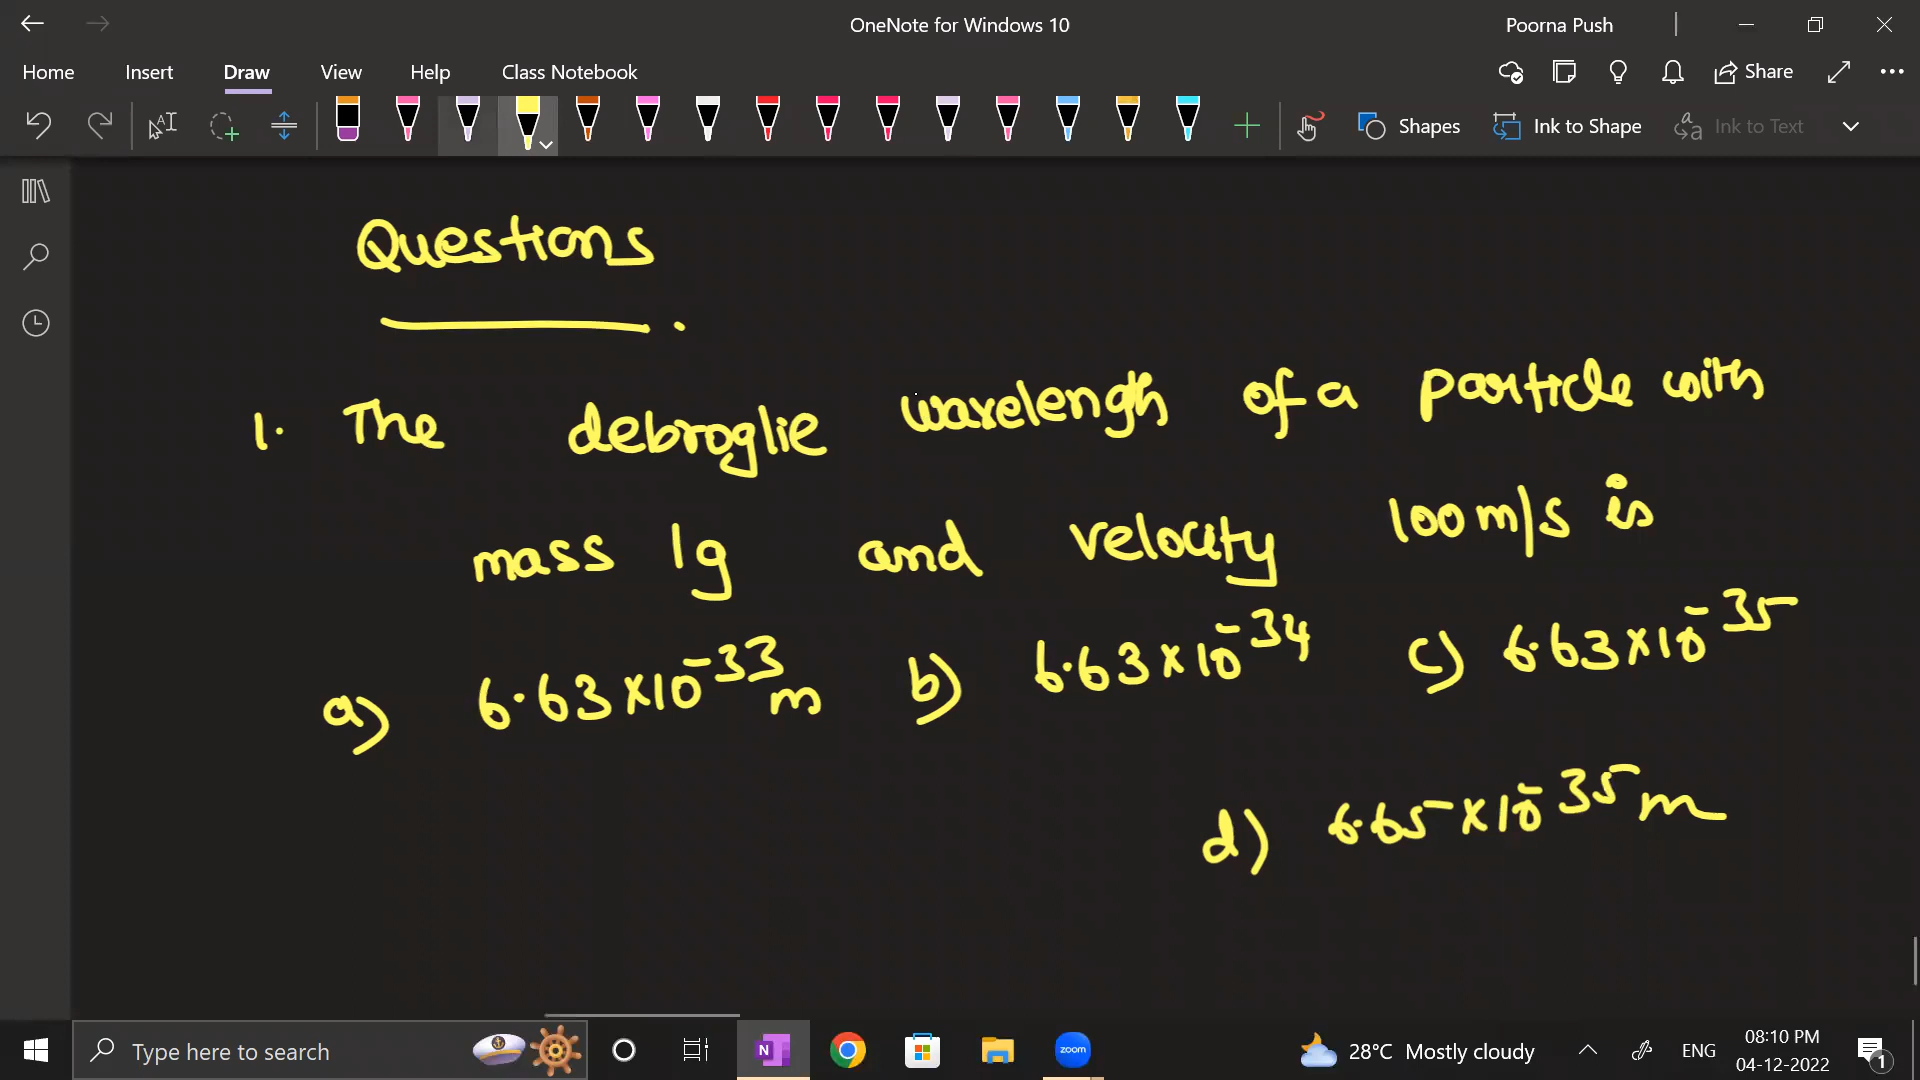 OneNote for Windows 10
Poorna Push
Home Insert Draw View Help Class Notebook Share
Shapes Ink to Shape Ink to Text
Questions
1. The debroglie wavelength of a particle with
mass 1g and velocity 100 m/s is
a) 6.63×10⁻³³ m b) 6.63×10⁻³⁴ c) 6.63×10⁻³⁵
d) 6.65×10⁻³⁵ m
Type here to search N zoom 28°C Mostly cloudy ENG 08:10 PM
04-12-2022 1